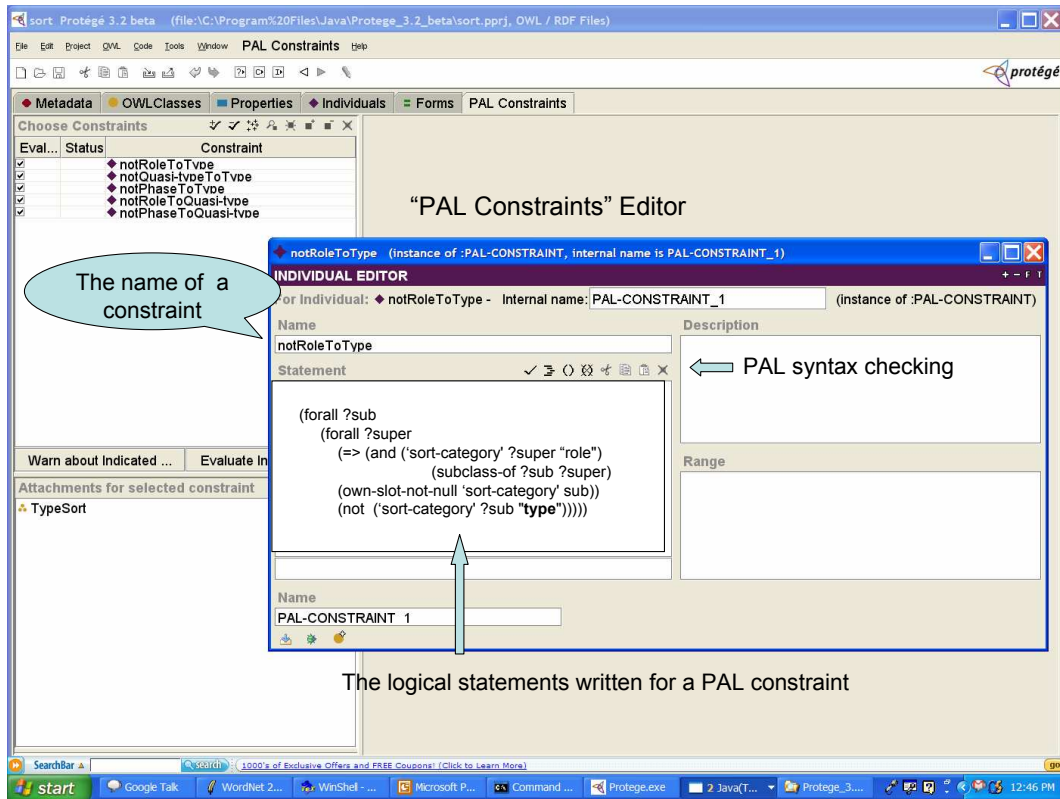 sort Protégé 3.2 beta (file:\C:\Program%20Files\Java\Protege_3.2_beta\sort.pprj, OWL / RDF Files)
File Edit Project OWL Code Tools Window PAL Constraints Help
protégé
Metadata OWLClasses Properties Individuals Forms PAL Constraints
Choose Constraints
Eval... Status Constraint
notRoleToType
notQuasi-typeToType
notPhaseToType
notRoleToQuasi-type
notPhaseToQuasi-type
“PAL Constraints” Editor
The name of a
constraint
notRoleToType (instance of :PAL-CONSTRAINT, internal name is PAL-CONSTRAINT_1)
INDIVIDUAL EDITOR
+ − F T
For Individual: notRoleToType - Internal name: PAL-CONSTRAINT_1 (instance of :PAL-CONSTRAINT)
Name
notRoleToType
Description
Statement
PAL syntax checking
(forall ?sub
(forall ?super
(=> (and (‘sort-category' ?super “role")
(subclass-of ?sub ?super)
(own-slot-not-null ‘sort-category' sub))
(not (‘sort-category' ?sub "type")))))
Range
Warn about Indicated ... Evaluate In
Attachments for selected constraint
TypeSort
Name
PAL-CONSTRAINT_1
The logical statements written for a PAL constraint
SearchBar Search 1000's of Exclusive Offers and FREE Coupons! (Click to Learn More) go
start Google Talk WordNet 2... WinShell - ... Microsoft P... Command ... Protege.exe 2 Java(T... Protege_3.... 12:46 PM